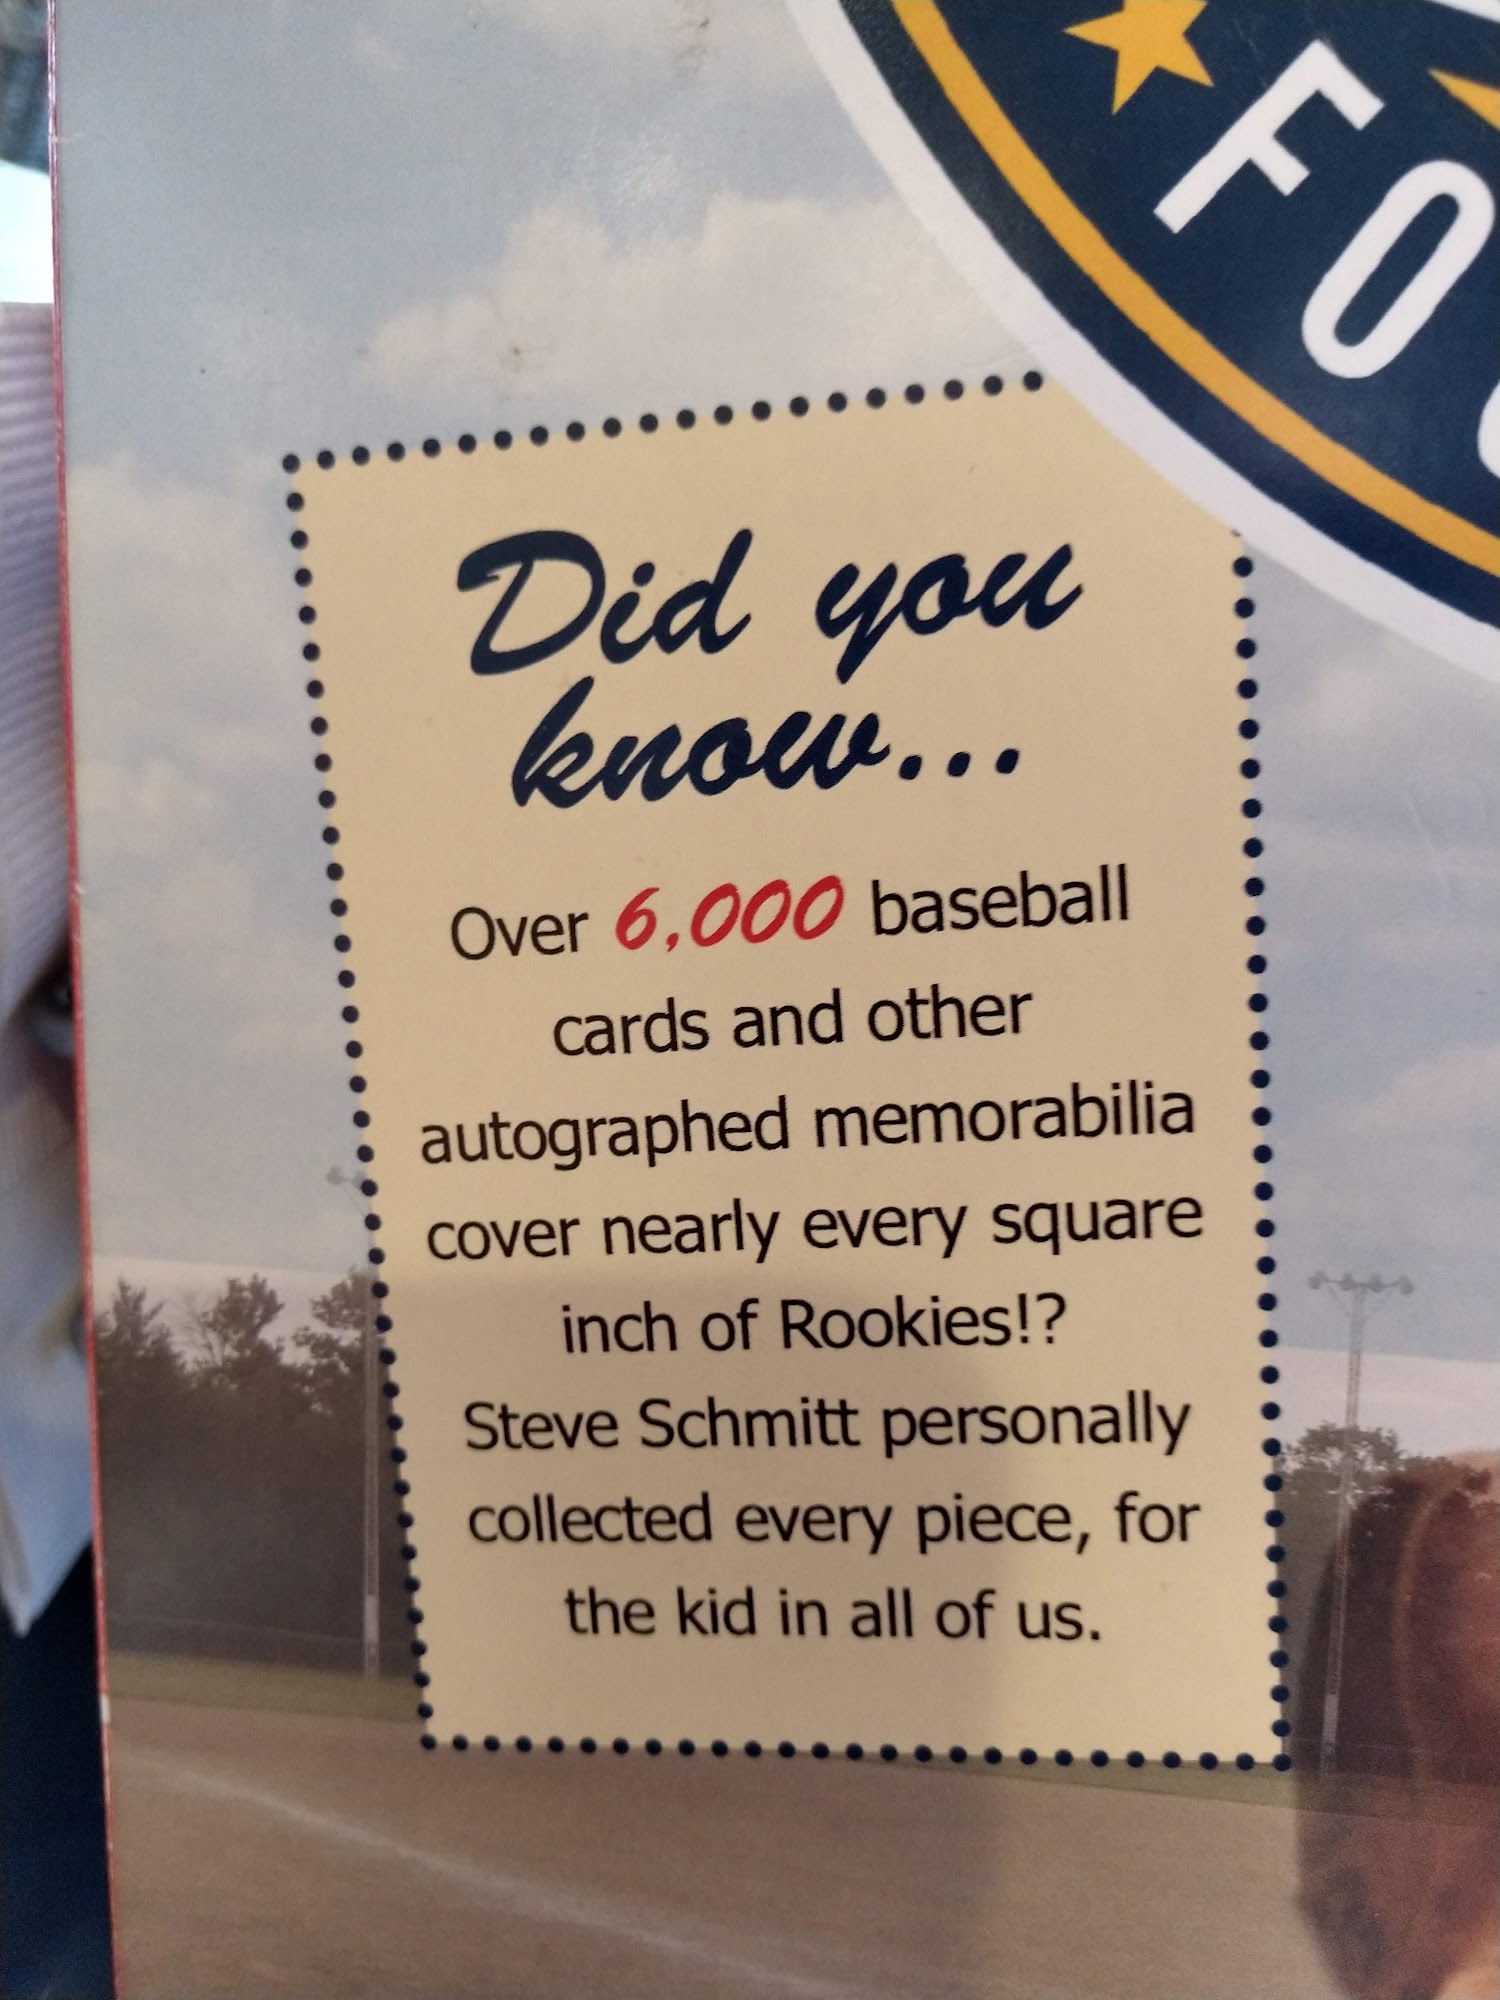 FO
Did you
know...
Over 6,000 baseball
cards and other
autographed memorabilia
cover nearly every square
inch of Rookies!?
Steve Schmitt personally
collected every piece, for
the kid in all of us.